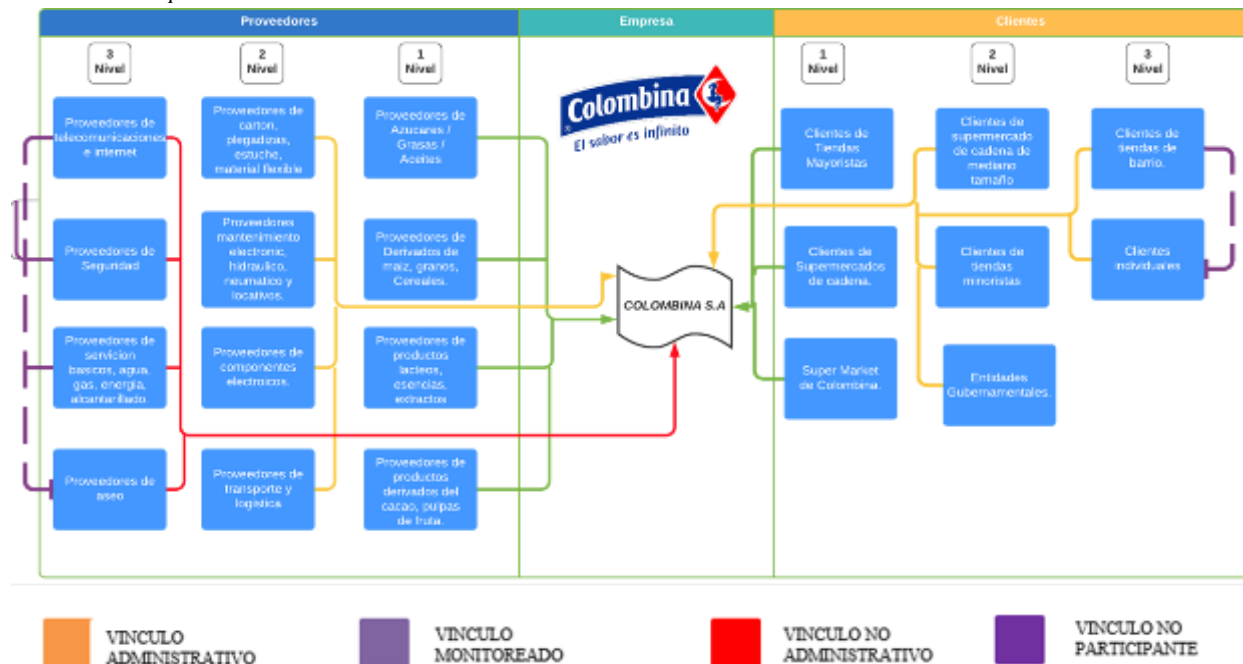 Proveedores
Empresa
Clientes
3
Nivel
2
Nivel
1
Nivel
1
Nivel
2
Nivel
3
Nivel
Proveedores de
telecomunicaciones
e internet
Proveedores de
Seguridad
Proveedores de
servicion
basicos, agua,
gas, energia,
alcantarillado.
Proveedores de
aseo
Proveedores de
carton,
plegadizas,
estuche,
material flexible
Proveedores
mantenimiento
electronic,
hidraulico,
neumatico y
locativos.
Proveedores de
componentes
electroicos.
Proveedores de
transporte y
logistica
Proveedores de
Azucares /
Grasas /
Aceites
Proveedores de
Derivados de
maiz, granos,
Cereales.
Proveedores de
productos
lacteos,
esencias,
extractos
Proveedores de
productos
derivados del
cacao, pulpas
de fruta.
Colombina
El sabor es infinito
COLOMBINA S.A
Clientes de
Tiendas
Mayoristas
Clientes de
Supermercados
de cadena.
Super Market
de Colombina.
Clientes de
supermercado
de cadena de
mediano
tamaño
Clientes de
tiendas
minoristas
Entidades
Gubernamentales.
Clientes de
tiendas de
barrio.
Clientes
individuales
VINCULO
ADMINISTRATIVO
VINCULO
MONITOREADO
VINCULO NO
ADMINISTRATIVO
VINCULO NO
PARTICIPANTE